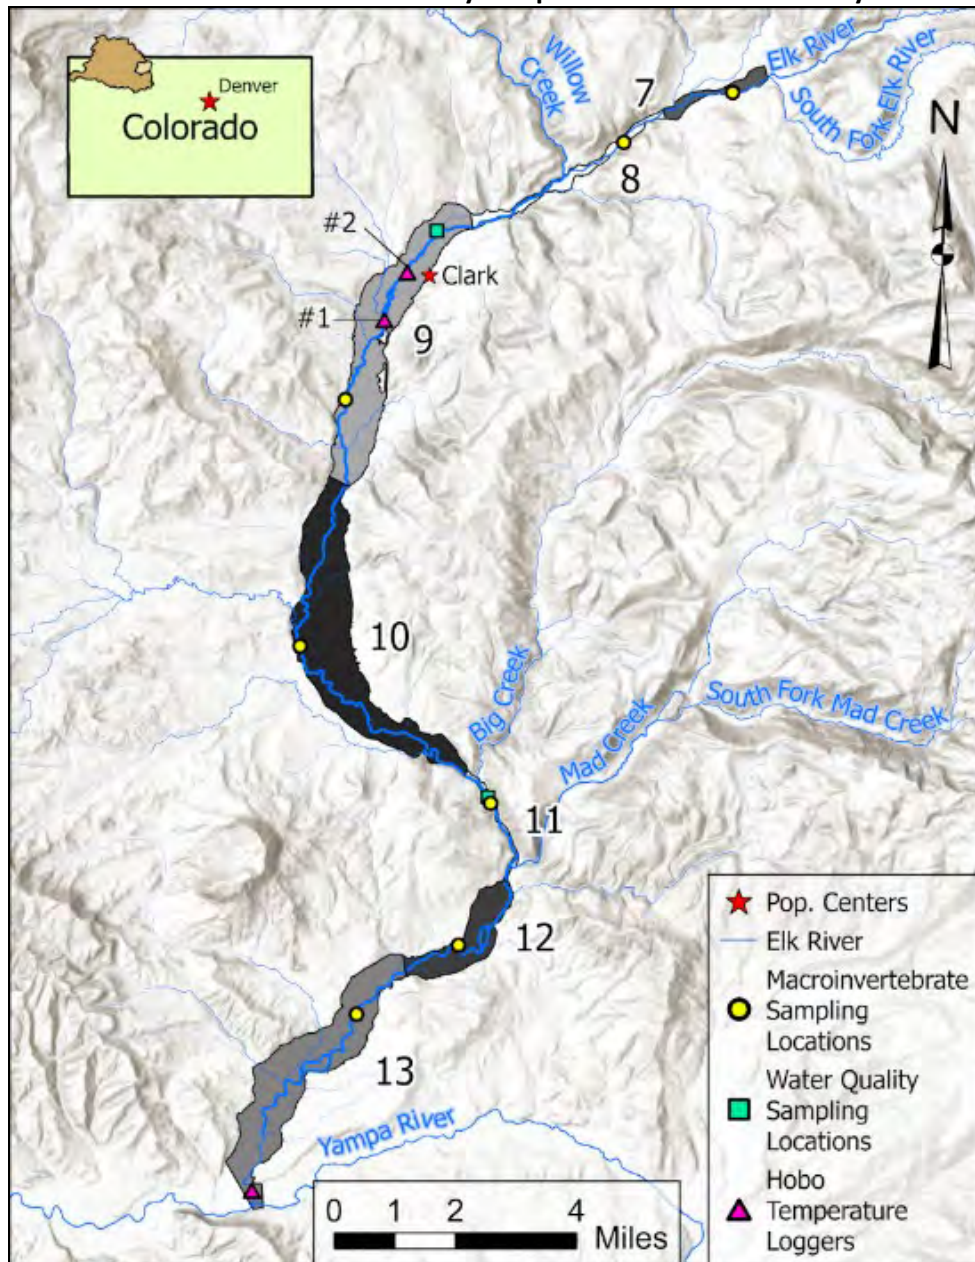 Denver
Colorado
Willow
Creek
Elk River
South Fork Elk River
7
8
N
#2
Clark
#1
9
10
Big Creek
Mad Creek
South Fork Mad Creek
11
12
13
Yampa River
Pop. Centers
Elk River
Macroinvertebrate
Sampling
Locations
Water Quality
Sampling
Locations
Hobo
Temperature
Loggers
0 1 2 4
Miles